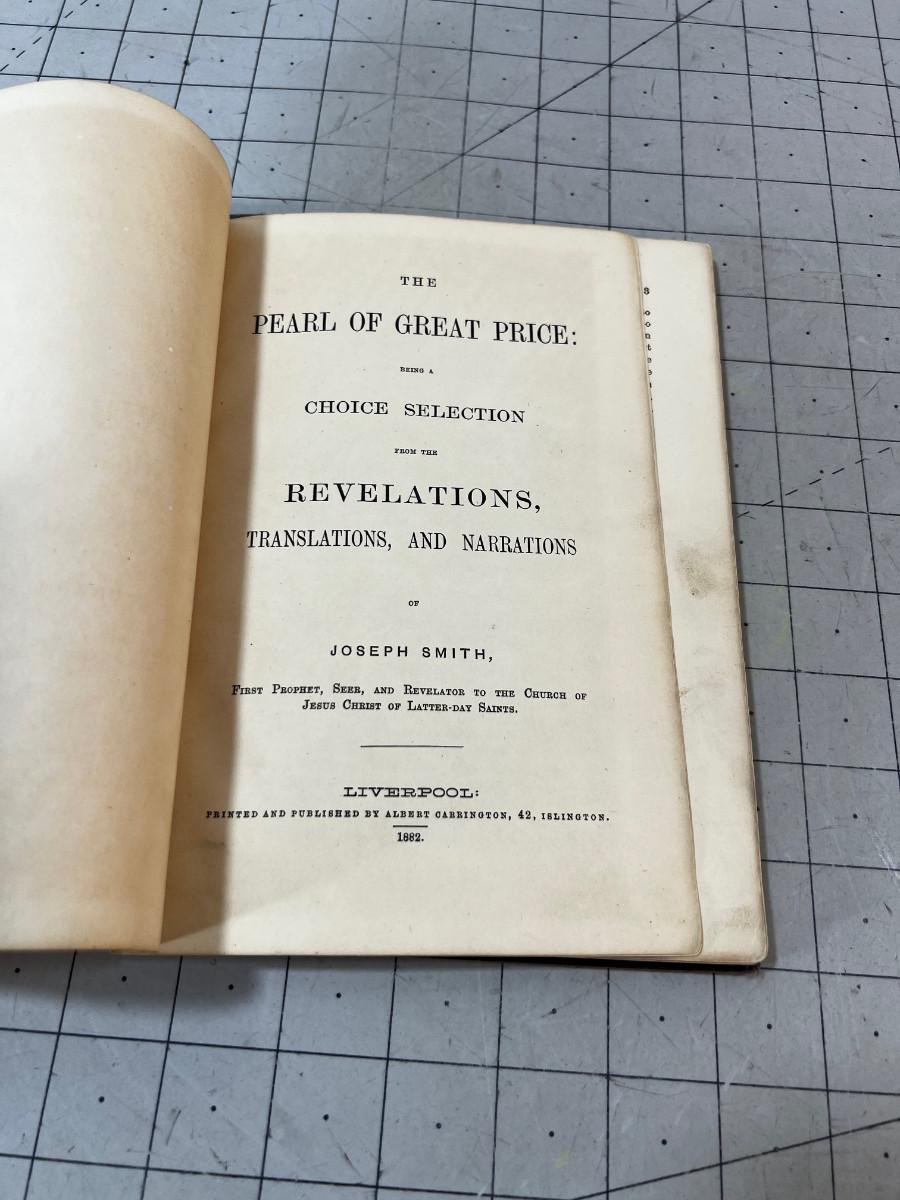 THE
PEARL OF GREAT PRICE:
BEING A
CHOICE SELECTION
FROM THE
REVELATIONS,
TRANSLATIONS, AND NARRATIONS
OF
JOSEPH SMITH,
FIRST PROPHET, SEER, AND REVELATOR TO THE CHURCH OF
JESUS CHRIST OF LATTER-DAY SAINTS.
LIVERPOOL:
PRINTED AND PUBLISHED BY ALBERT CARRINGTON, 42, ISLINGTON.
1882.